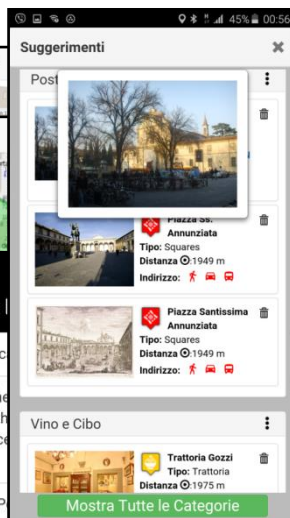 45% 00:56
Suggerimenti
Post
Piazza Ss.
Annunziata
Tipo: Squares
Distanza :1949 m
Indirizzo:
Piazza Santissima
Annunziata
Tipo: Squares
Distanza :1949 m
Indirizzo:
Vino e Cibo
Trattoria Gozzi
Tipo: Trattoria
Distanza :1975 m
Mostra Tutte le Categorie